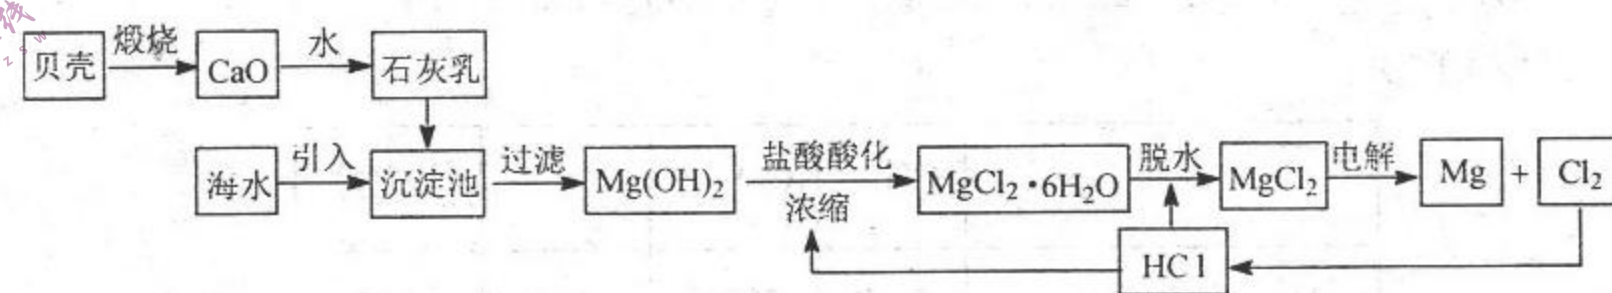 贝壳 煅烧 CaO 水 石灰乳
海水 引入 沉淀池 过滤 Mg(OH)₂ 盐酸酸化 浓缩 MgCl₂·6H₂O 脱水 MgCl₂ 电解 Mg + Cl₂
HCl